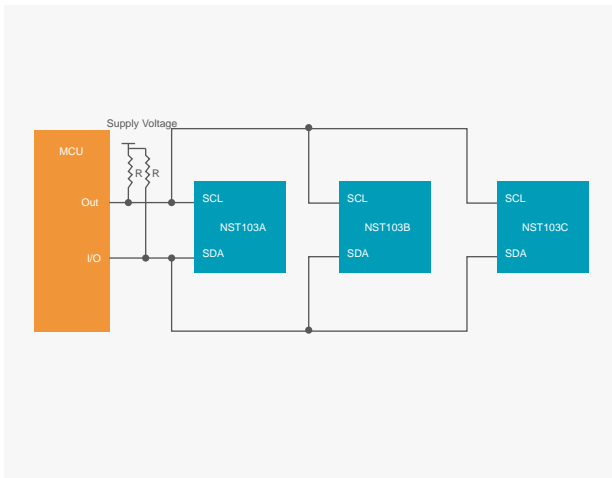 Supply Voltage
MCU
R R
Out
I/O
SCL
NST103A
SDA
SCL
NST103B
SDA
SCL
NST103C
SDA